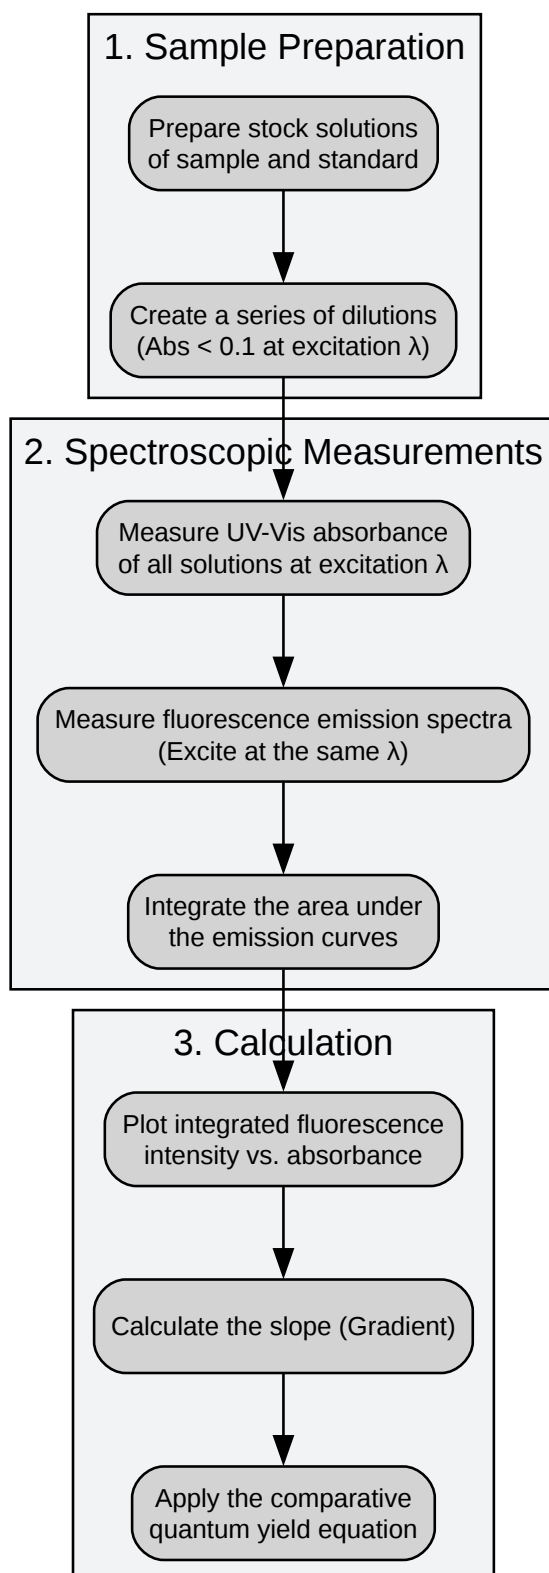 1. Sample Preparation
Prepare stock solutions
of sample and standard
Create a series of dilutions
(Abs < 0.1 at excitation λ)
2. Spectroscopic Measurements
Measure UV-Vis absorbance
of all solutions at excitation λ
Measure fluorescence emission spectra
(Excite at the same λ)
Integrate the area under
the emission curves
3. Calculation
Plot integrated fluorescence
intensity vs. absorbance
Calculate the slope (Gradient)
Apply the comparative
quantum yield equation